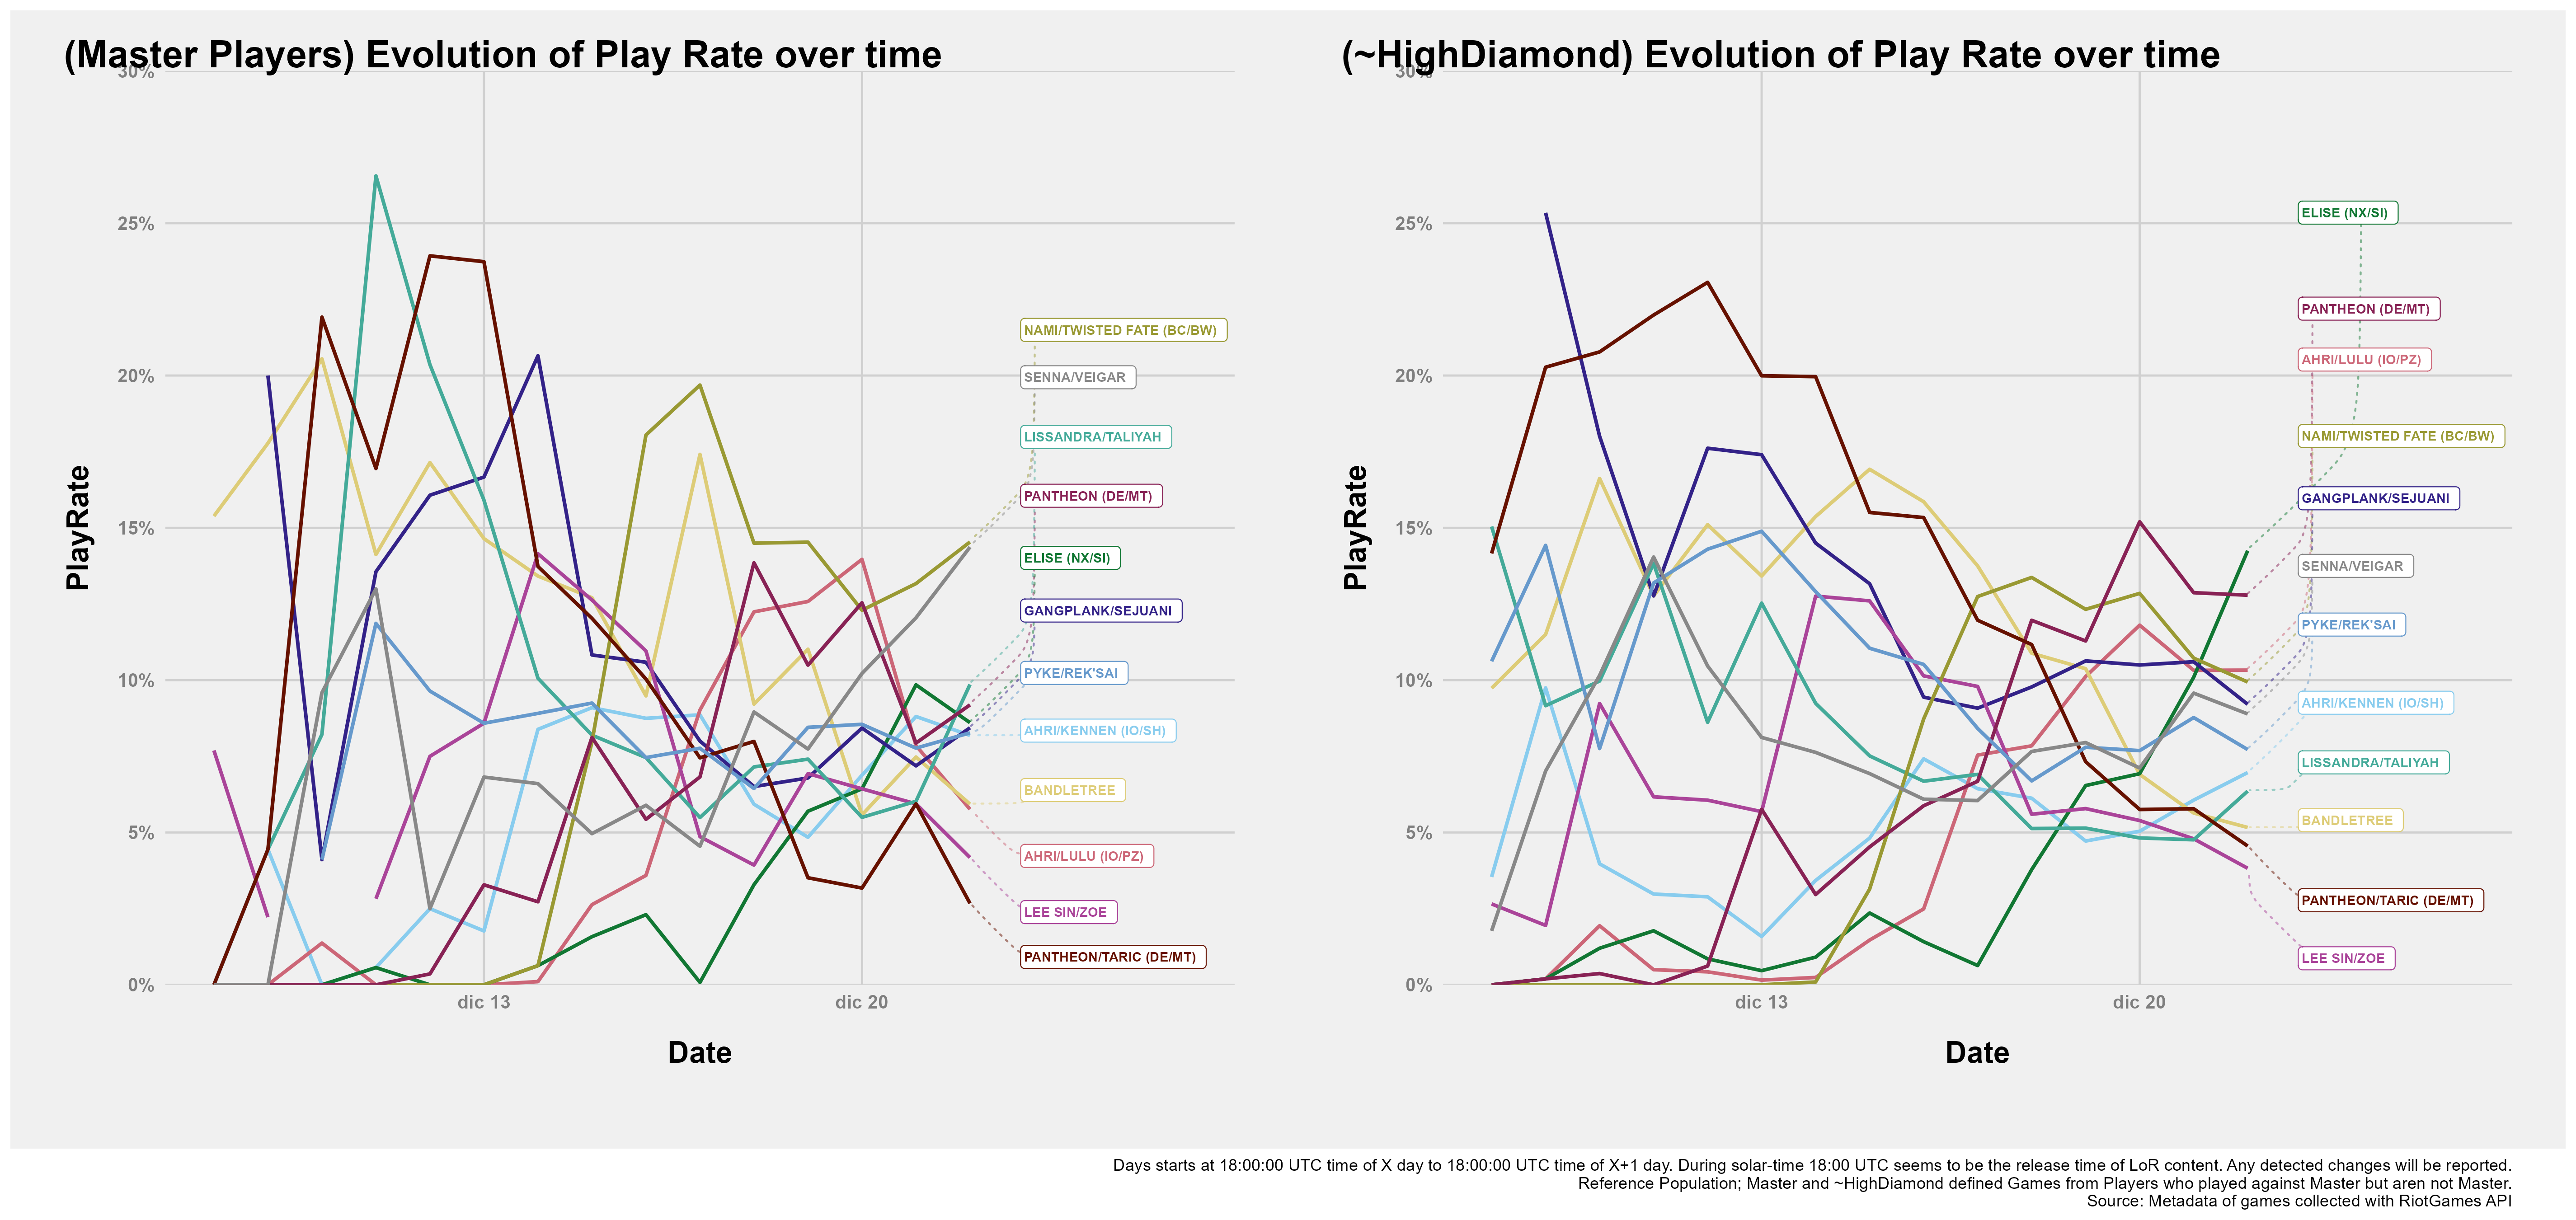 (Master Players) Evolution of Play Rate over time
30%
25%
20%
15%
10%
5%
0%
PlayRate
dic 13
dic 20
Date
NAMI/TWISTED FATE (BC/BW)
SENNA/VEIGAR
LISSANDRA/TALIYAH
PANTHEON (DE/MT)
ELISE (NX/SI)
GANGPLANK/SEJUANI
PYKE/REK'SAI
AHRI/KENNEN (IO/SH)
BANDLETREE
AHRI/LULU (IO/PZ)
LEE SIN/ZOE
PANTHEON/TARIC (DE/MT)
(~HighDiamond) Evolution of Play Rate over time
30%
25%
20%
15%
10%
5%
0%
PlayRate
dic 13
dic 20
Date
ELISE (NX/SI)
PANTHEON (DE/MT)
AHRI/LULU (IO/PZ)
NAMI/TWISTED FATE (BC/BW)
GANGPLANK/SEJUANI
SENNA/VEIGAR
PYKE/REK'SAI
AHRI/KENNEN (IO/SH)
LISSANDRA/TALIYAH
BANDLETREE
PANTHEON/TARIC (DE/MT)
LEE SIN/ZOE
Days starts at 18:00:00 UTC time of X day to 18:00:00 UTC time of X+1 day. During solar-time 18:00 UTC seems to be the release time of LoR content. Any detected changes will be reported.
Reference Population; Master and ~HighDiamond defined Games from Players who played against Master but aren not Master.
Source: Metadata of games collected with RiotGames API